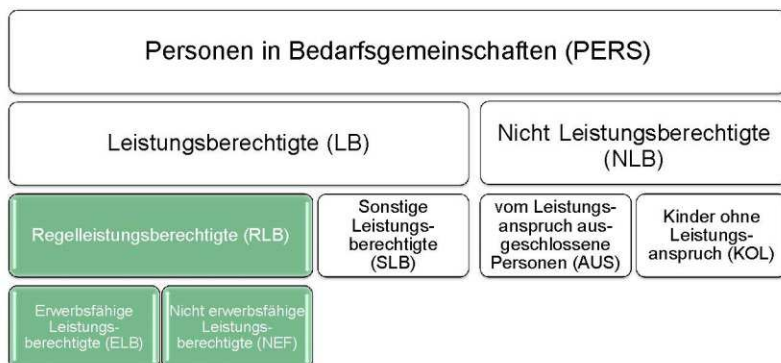 Personen in Bedarfsgemeinschaften (PERS)
Leistungsberechtigte (LB)
Nicht Leistungsberechtigte
(NLB)
Regelleistungsberechtigte (RLB)
Sonstige
Leistungs-
berechtigte
(SLB)
vom Leistungs-
anspruch aus-
geschlossene
Personen (AUS)
Kinder ohne
Leistungs-
anspruch (KOL)
Erwerbsfähige
Leistungs-
berechtigte (ELB)
Nicht erwerbsfähige
Leistungs-
berechtigte (NEF)